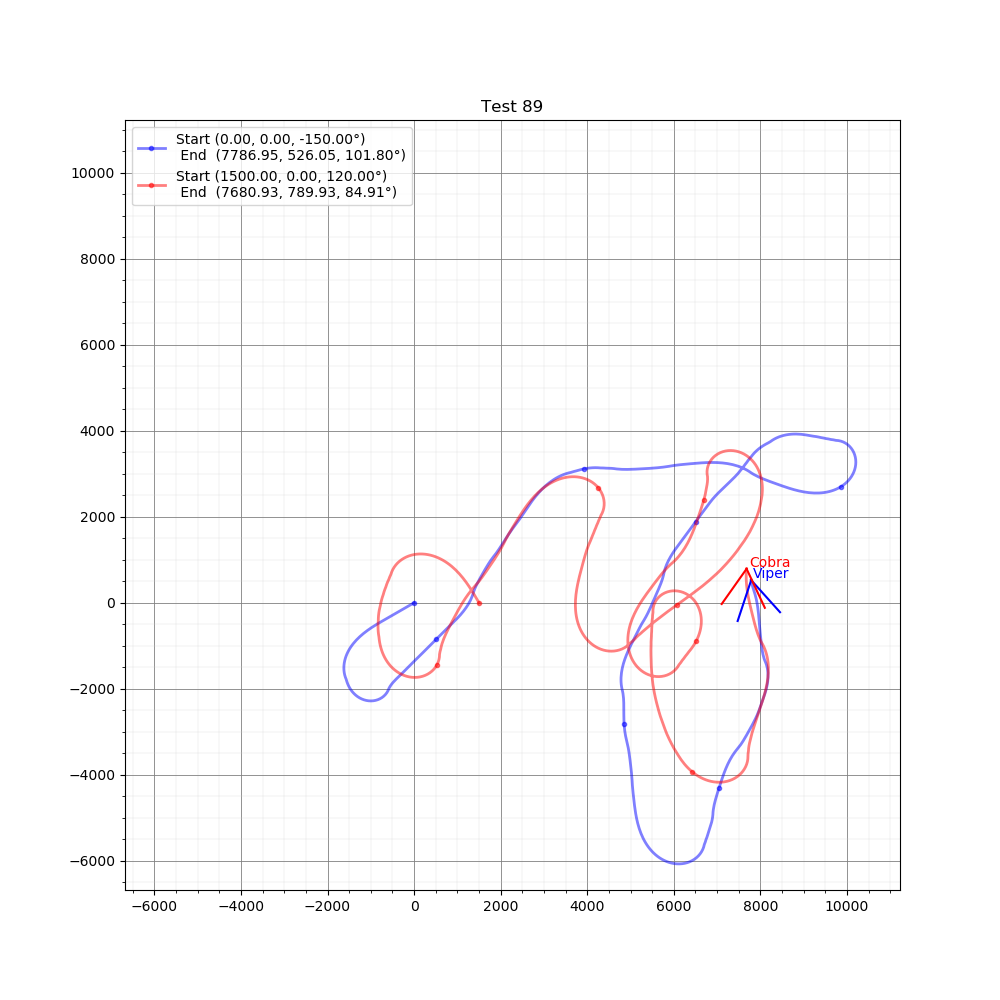 Test 89
Start (0.00, 0.00, -150.00°)
End  (7786.95, 526.05, 101.80°)
Start (1500.00, 0.00, 120.00°)
End  (7680.93, 789.93, 84.91°)
10000
8000
6000
4000
2000
0
−2000
−4000
−6000
Cobra
Viper
−6000 −4000 −2000 0 2000 4000 6000 8000 10000